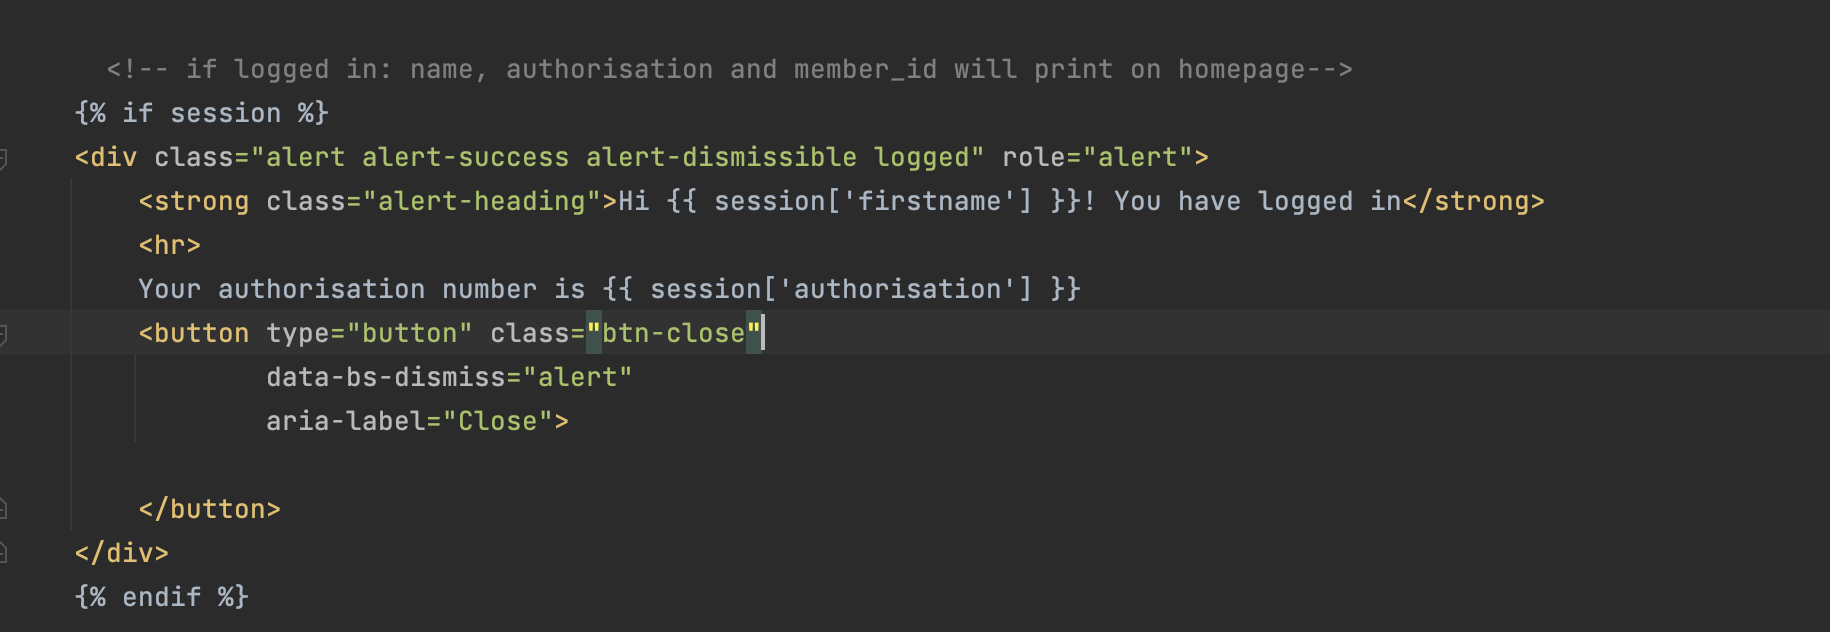 <!-- if logged in: name, authorisation and member_id will print on homepage-->
{% if session %}
<div class="alert alert-success alert-dismissible logged" role="alert">
<strong class="alert-heading">Hi {{ session['firstname'] }}! You have logged in</strong>
<hr>
Your authorisation number is {{ session['authorisation'] }}
<button type="button" class="btn-close"
data-bs-dismiss="alert"
aria-label="Close">
</button>
</div>
{% endif %}